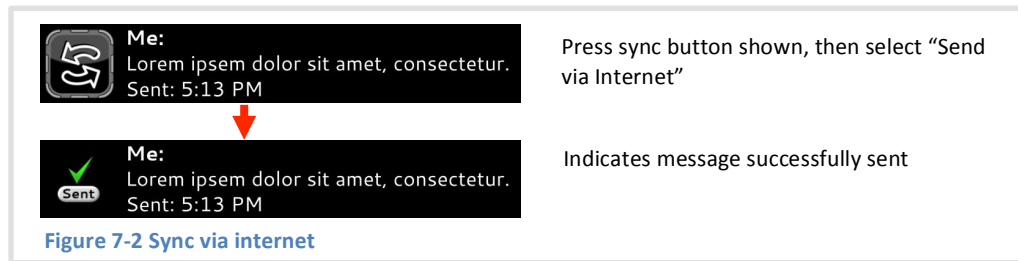 Me:
Lorem ipsem dolor sit amet, consectetur.
Sent: 5:13 PM
Press sync button shown, then select “Send
via Internet”
Sent
Me:
Lorem ipsem dolor sit amet, consectetur.
Sent: 5:13 PM
Indicates message successfully sent
Figure 7-2 Sync via internet